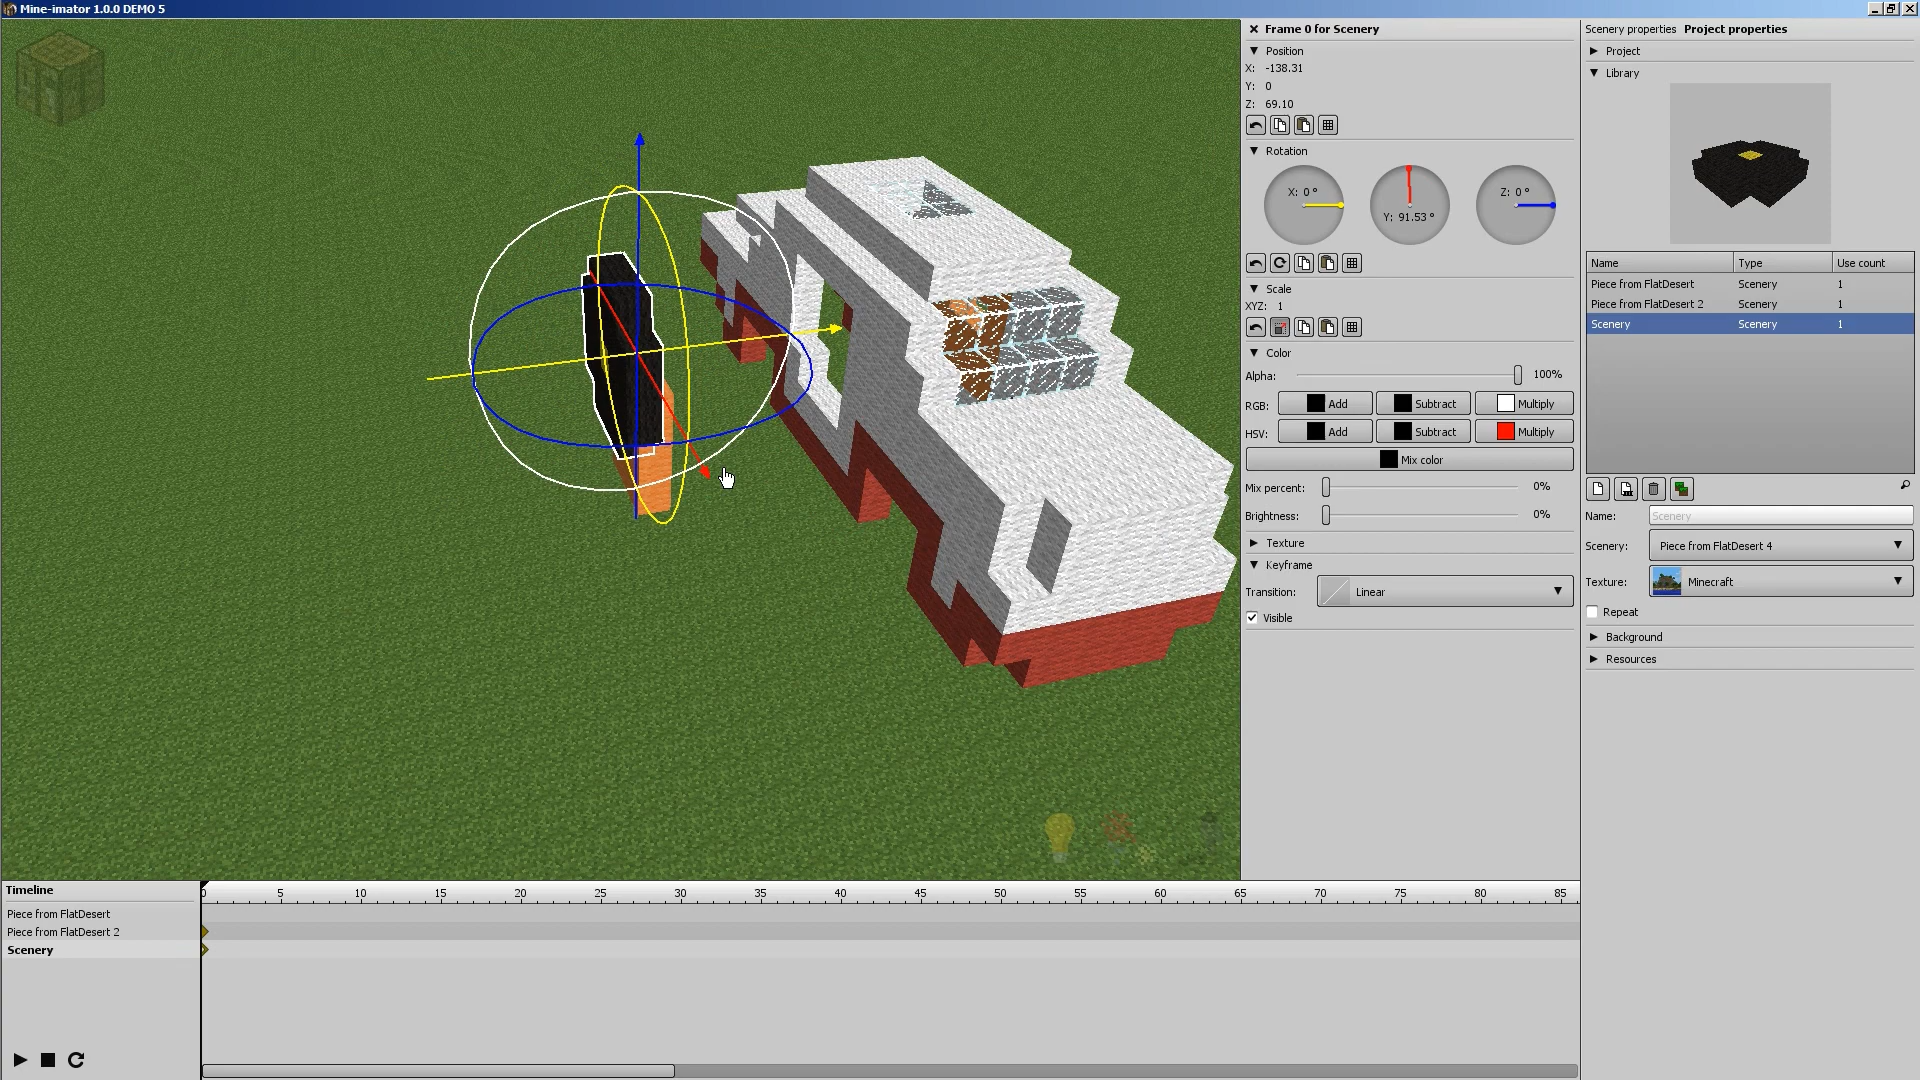 Mine-imator 1.0.0 DEMO 5
Frame 0 for Scenery
Position
X: -138.31
Y: 0
Z: 69.10
Rotation
X: 0 °
Y: 91.53 °
Z: 0 °
Scale
XYZ: 1
Color
Alpha: 100%
RGB: Add Subtract Multiply
HSV: Add Subtract Multiply
Mix color
Mix percent: 0%
Brightness: 0%
Texture
Keyframe
Transition: Linear
Visible
Scenery properties Project properties
Project
Library
Name Type Use count
Piece from FlatDesert Scenery 1
Piece from FlatDesert 2 Scenery 1
Scenery Scenery 1
Name: Scenery
Scenery: Piece from FlatDesert 4
Texture: Minecraft
Repeat
Background
Resources
Timeline
0 5 10 15 20 25 30 35 40 45 50 55 60 65 70 75 80 85
Piece from FlatDesert
Piece from FlatDesert 2
Scenery